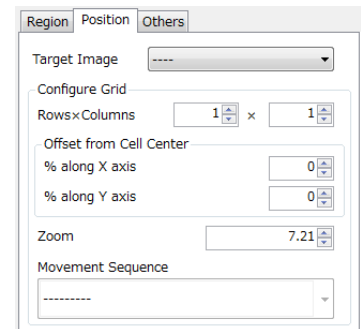 Region Position Others
Target Image ----
Configure Grid
Rows×Columns 1 × 1
Offset from Cell Center
% along X axis 0
% along Y axis 0
Zoom 7.21
Movement Sequence
---------